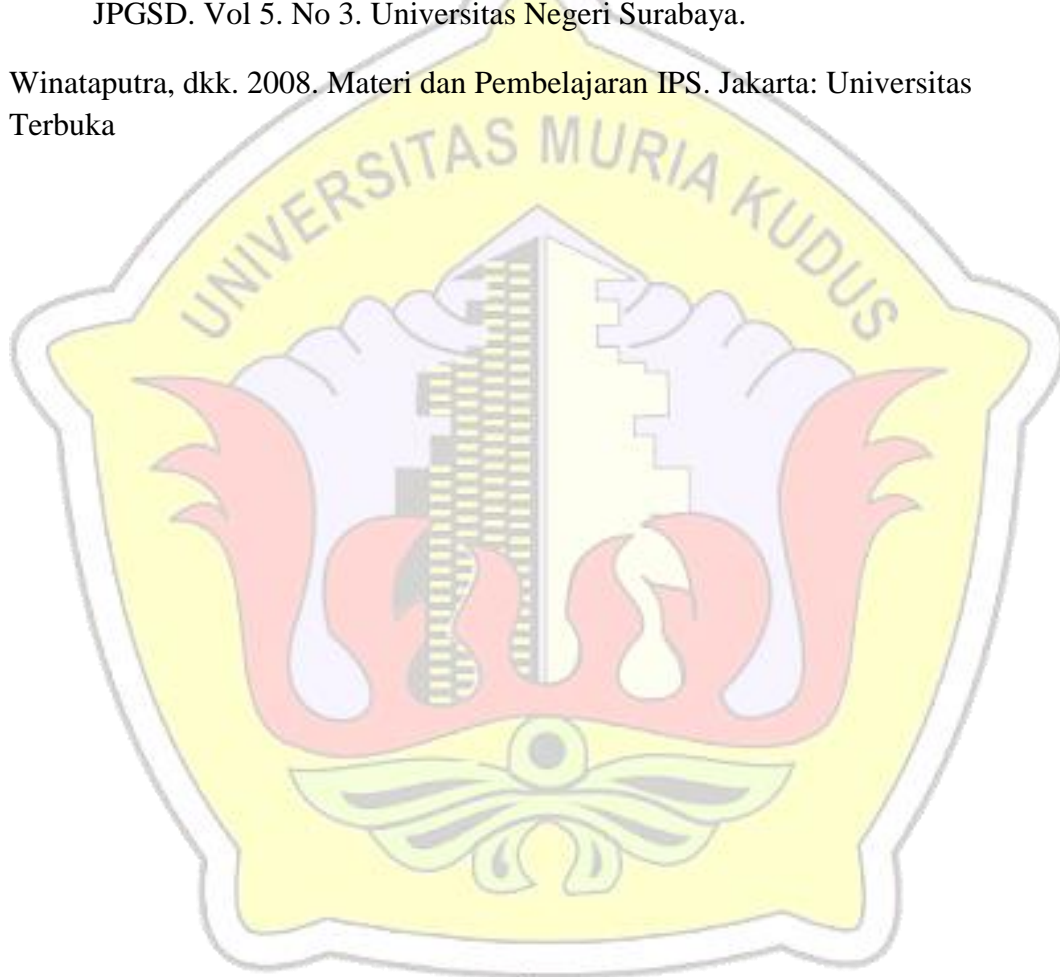 JPGSD. Vol 5. No 3. Universitas Negeri Surabaya.
Winataputra, dkk. 2008. Materi dan Pembelajaran IPS. Jakarta: Universitas
Terbuka
UNIVERSITAS MURIA KUDUS